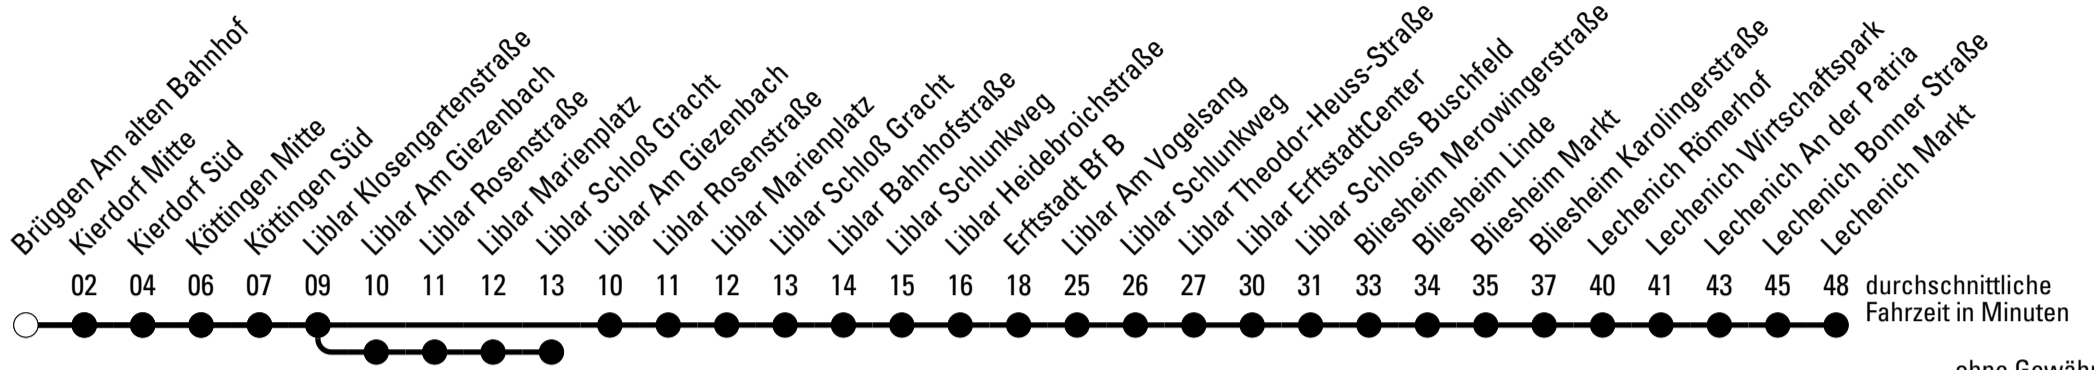 Brüggen Am alten Bahnhof
Kierdorf Mitte
Kierdorf Süd
Köttingen Mitte
Köttingen Süd
Liblar Klosengartenstraße
Liblar Am Giezenbach
Liblar Rosenstraße
Liblar Marienplatz
Liblar Schloß Gracht
Liblar Am Giezenbach
Liblar Rosenstraße
Liblar Marienplatz
Liblar Schloß Gracht
Liblar Bahnhofstraße
Liblar Schlunkweg
Liblar Heidebroichstraße
Erftstadt Bf B
Liblar Am Vogelsang
Liblar Schlunkweg
Liblar Theodor-Heuss-Straße
Liblar ErftstadtCenter
Liblar Schloss Buschfeld
Bliesheim Merowingerstraße
Bliesheim Linde
Bliesheim Markt
Bliesheim Karolingerstraße
Lechenich Römerhof
Lechenich Wirtschaftspark
Lechenich An der Patria
Lechenich Bonner Straße
Lechenich Markt
02 04 06 07 09 10 11 12 13 10 11 12 13 14 15 16 18 25 26 27 30 31 33 34 35 37 40 41 43 45 48 durchschnittliche
Fahrzeit in Minuten
ohne